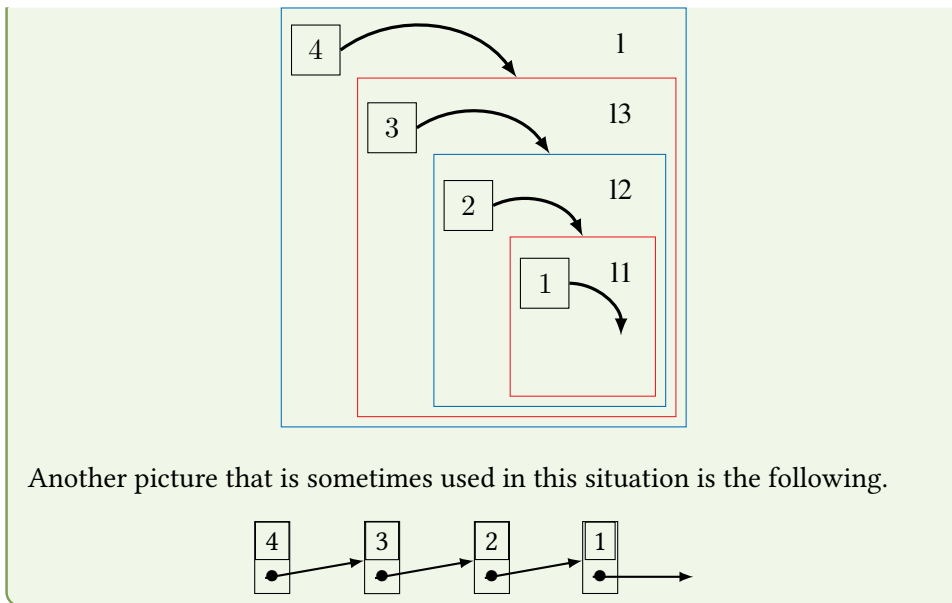 4 l
3 l3
2 l2
1 l1
Another picture that is sometimes used in this situation is the following.
4 3 2 1